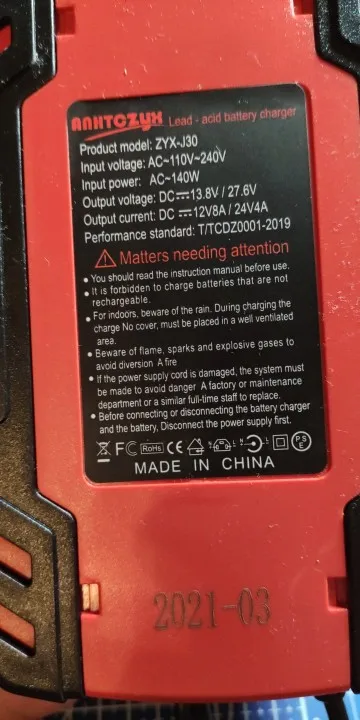 ANHTCZYX Lead - acid battery charger
Product model: ZYX-J30
Input voltage: AC~110V~240V
Input power: AC~140W
Output voltage: DC⎓13.8V / 27.6V
Output current: DC ⎓12V8A / 24V4A
Performance standard: T/TCDZ0001-2019
Matters needing attention
• You should read the instruction manual before use.
• It is forbidden to charge batteries that are not
rechargeable.
• For indoors, beware of the rain. During charging the
charge No cover, must be placed in a well ventilated
area.
• Beware of flame, sparks and explosive gases to
avoid diversion A fire
• If the power supply cord is damaged, the system must
be made to avoid danger A factory or maintenance
department or a similar full-time staff to replace.
• Before connecting or disconnecting the battery charger
and the battery, Disconnect the power supply first.
FC RoHs CE PSE
MADE IN CHINA
2021-03